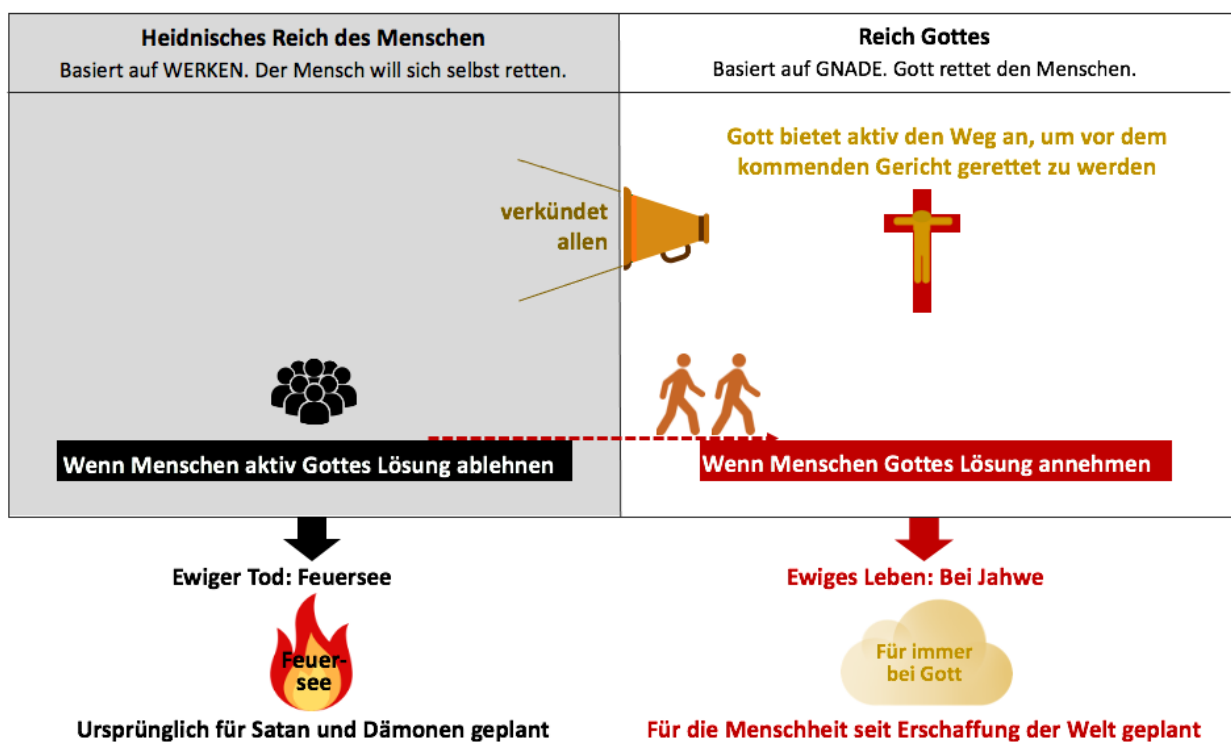 Heidnisches Reich des Menschen
Basiert auf WERKEN. Der Mensch will sich selbst retten.
Reich Gottes
Basiert auf GNADE. Gott rettet den Menschen.
Gott bietet aktiv den Weg an, um vor dem
kommenden Gericht gerettet zu werden
verkündet
allen
Wenn Menschen aktiv Gottes Lösung ablehnen
Wenn Menschen Gottes Lösung annehmen
Ewiger Tod: Feuersee
Ewiges Leben: Bei Jahwe
Feuer-
see
Für immer
bei Gott
Ursprünglich für Satan und Dämonen geplant
Für die Menschheit seit Erschaffung der Welt geplant